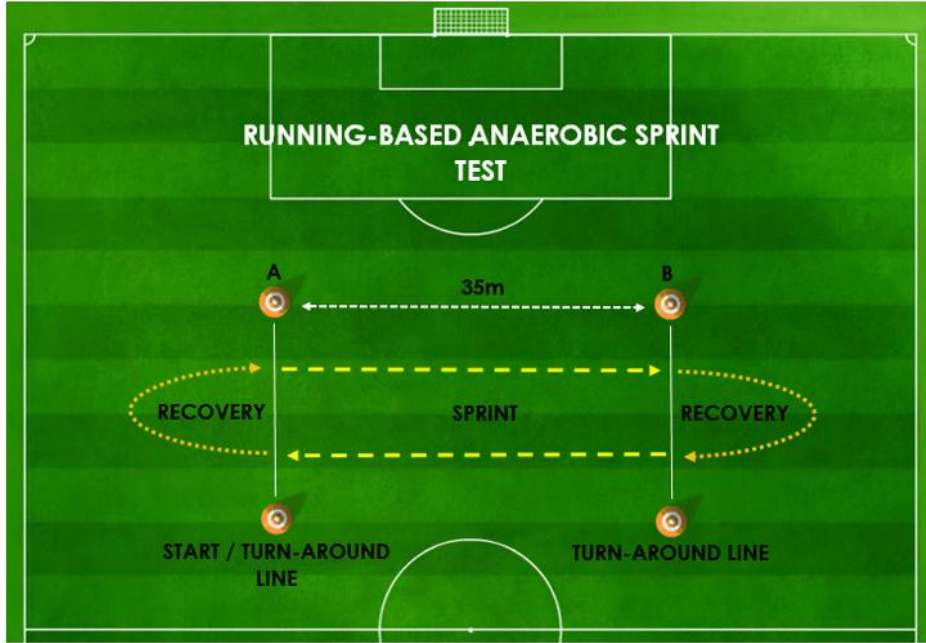 RUNNING-BASED ANAEROBIC SPRINT
TEST
A
B
35m
RECOVERY
SPRINT
RECOVERY
START / TURN-AROUND
LINE
TURN-AROUND LINE